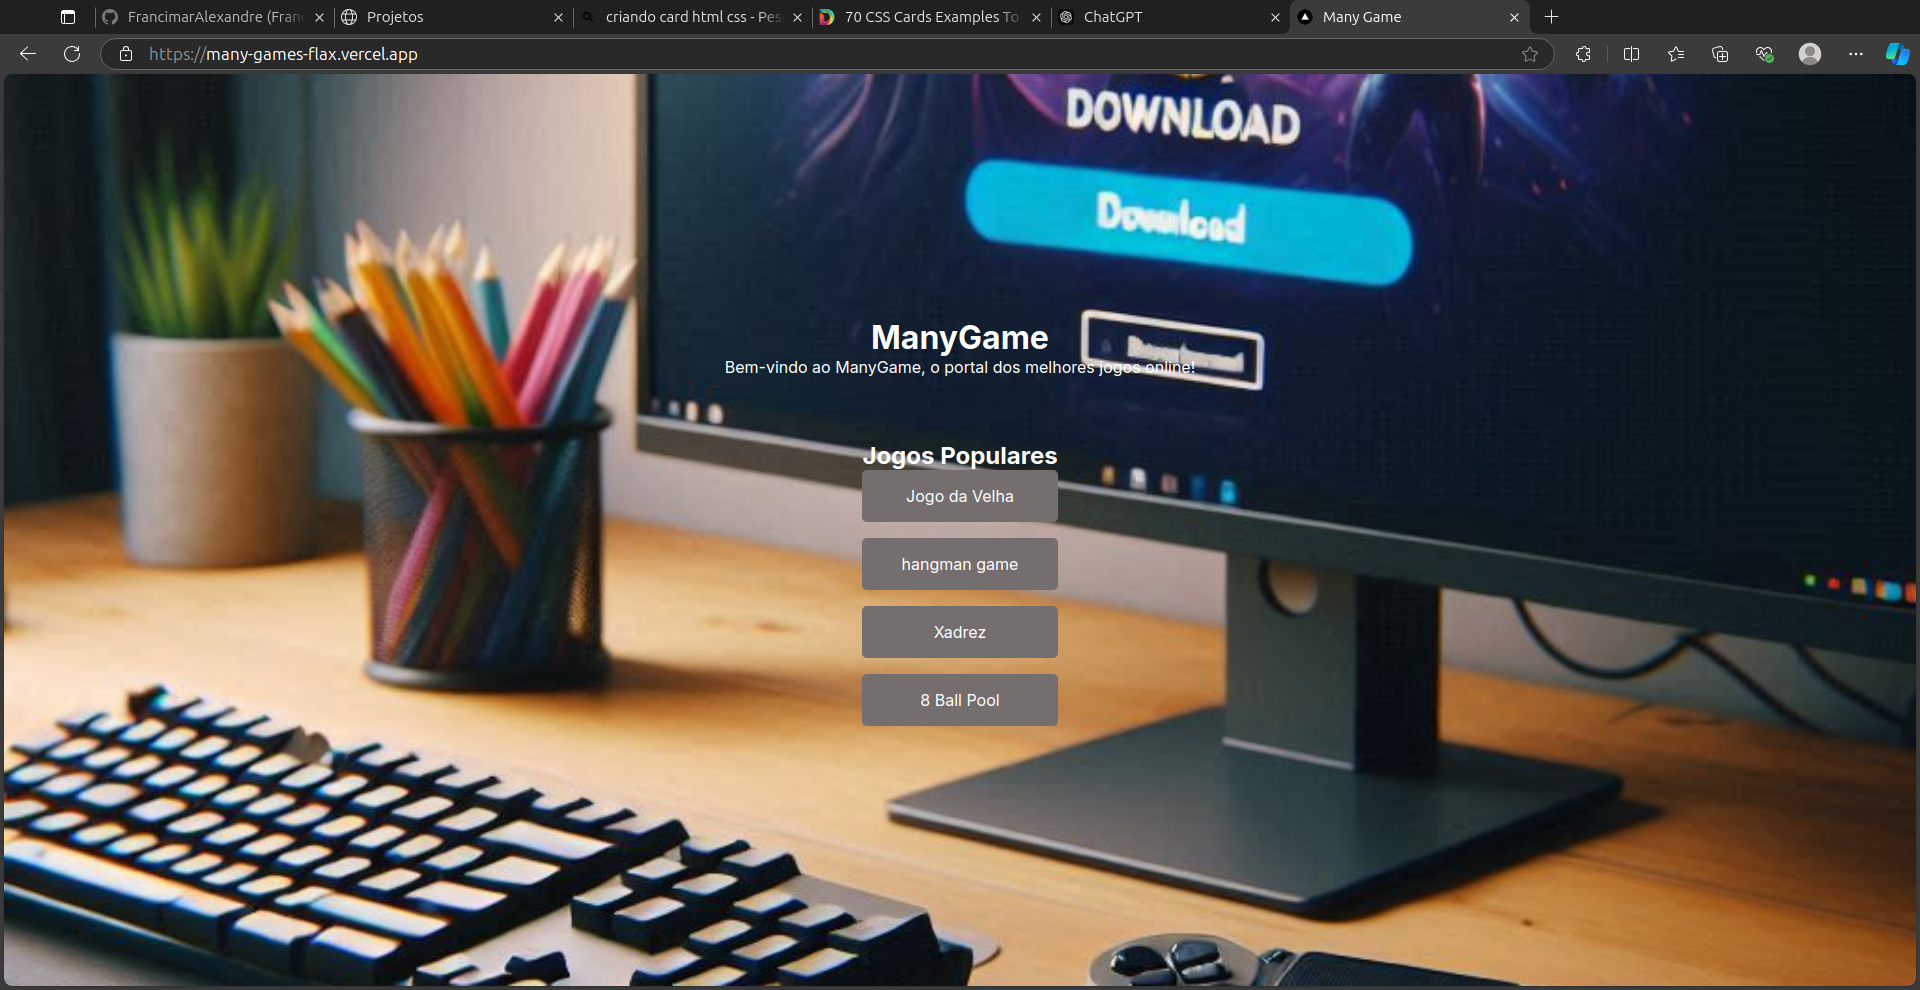 FrancimarAlexandre (Fran
Projetos
criando card html css - Pes
70 CSS Cards Examples To
ChatGPT
Many Game
https://many-games-flax.vercel.app
DOWNLOAD
Download
ManyGame
Bem-vindo ao ManyGame, o portal dos melhores jogos online!
Jogos Populares
Jogo da Velha
hangman game
Xadrez
8 Ball Pool